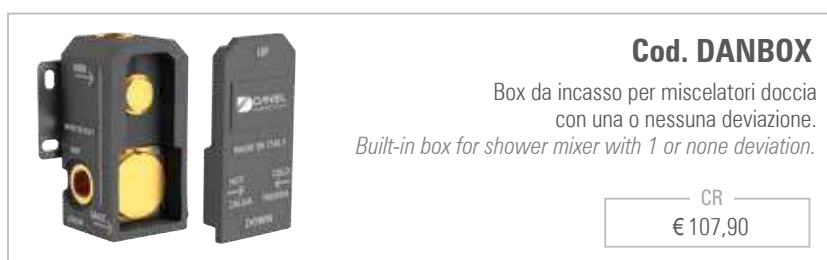 Cod. DANBOX
Box da incasso per miscelatori doccia
con una o nessuna deviazione.
Built-in box for shower mixer with 1 or none deviation.
CR
€ 107,90
UP
DANIEL
MADE IN ITALY
HOT
COLD
CALDA
FREDDA
DOWN